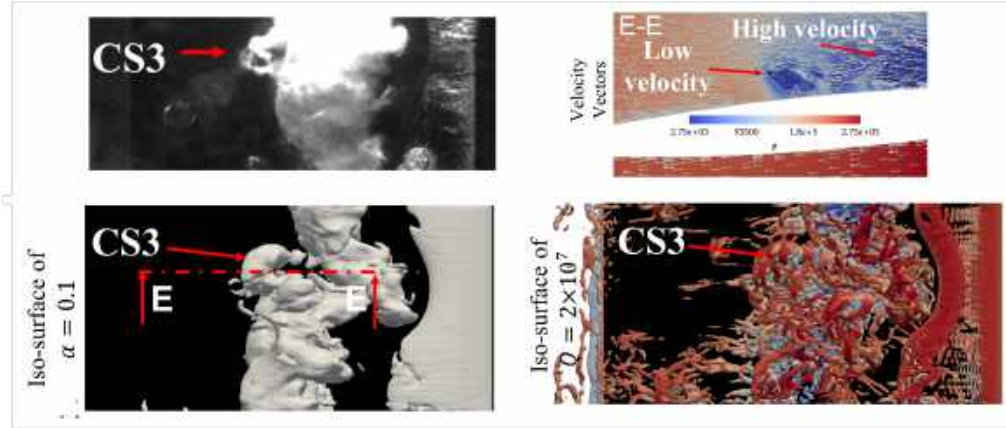 CS3
E-E
High velocity
Low
velocity
Velocity
Vectors
2.75e+03 93500 1.8e+5 2.75e+05
p
CS3
E E
Iso-surface of
α = 0.1
CS3
Iso-surface of
Q = 2×10⁷